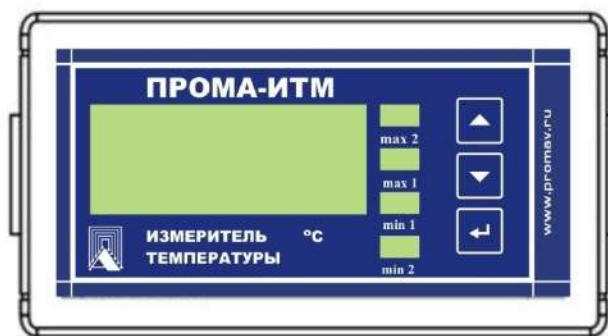 ПРОМА-ИТМ
max 2
max 1
min 1
min 2
ИЗМЕРИТЕЛЬ °C
ТЕМПЕРАТУРЫ
www.promav.ru